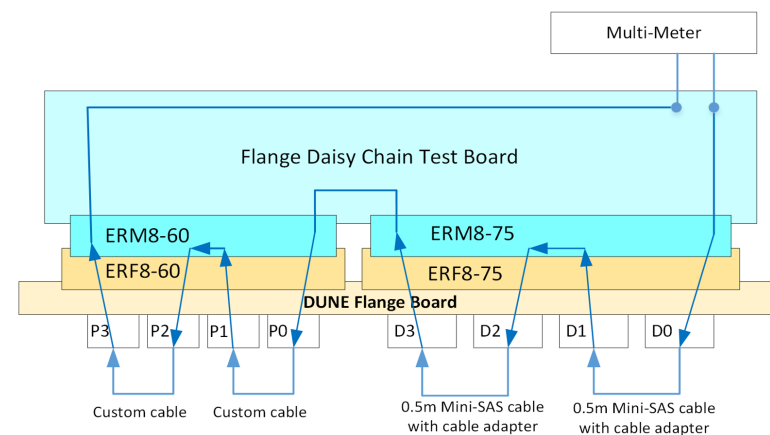 Multi-Meter
Flange Daisy Chain Test Board
ERM8-60
ERM8-75
ERF8-60
ERF8-75
DUNE Flange Board
P3
P2
P1
P0
D3
D2
D1
D0
Custom cable
Custom cable
0.5m Mini-SAS cable
with cable adapter
0.5m Mini-SAS cable
with cable adapter